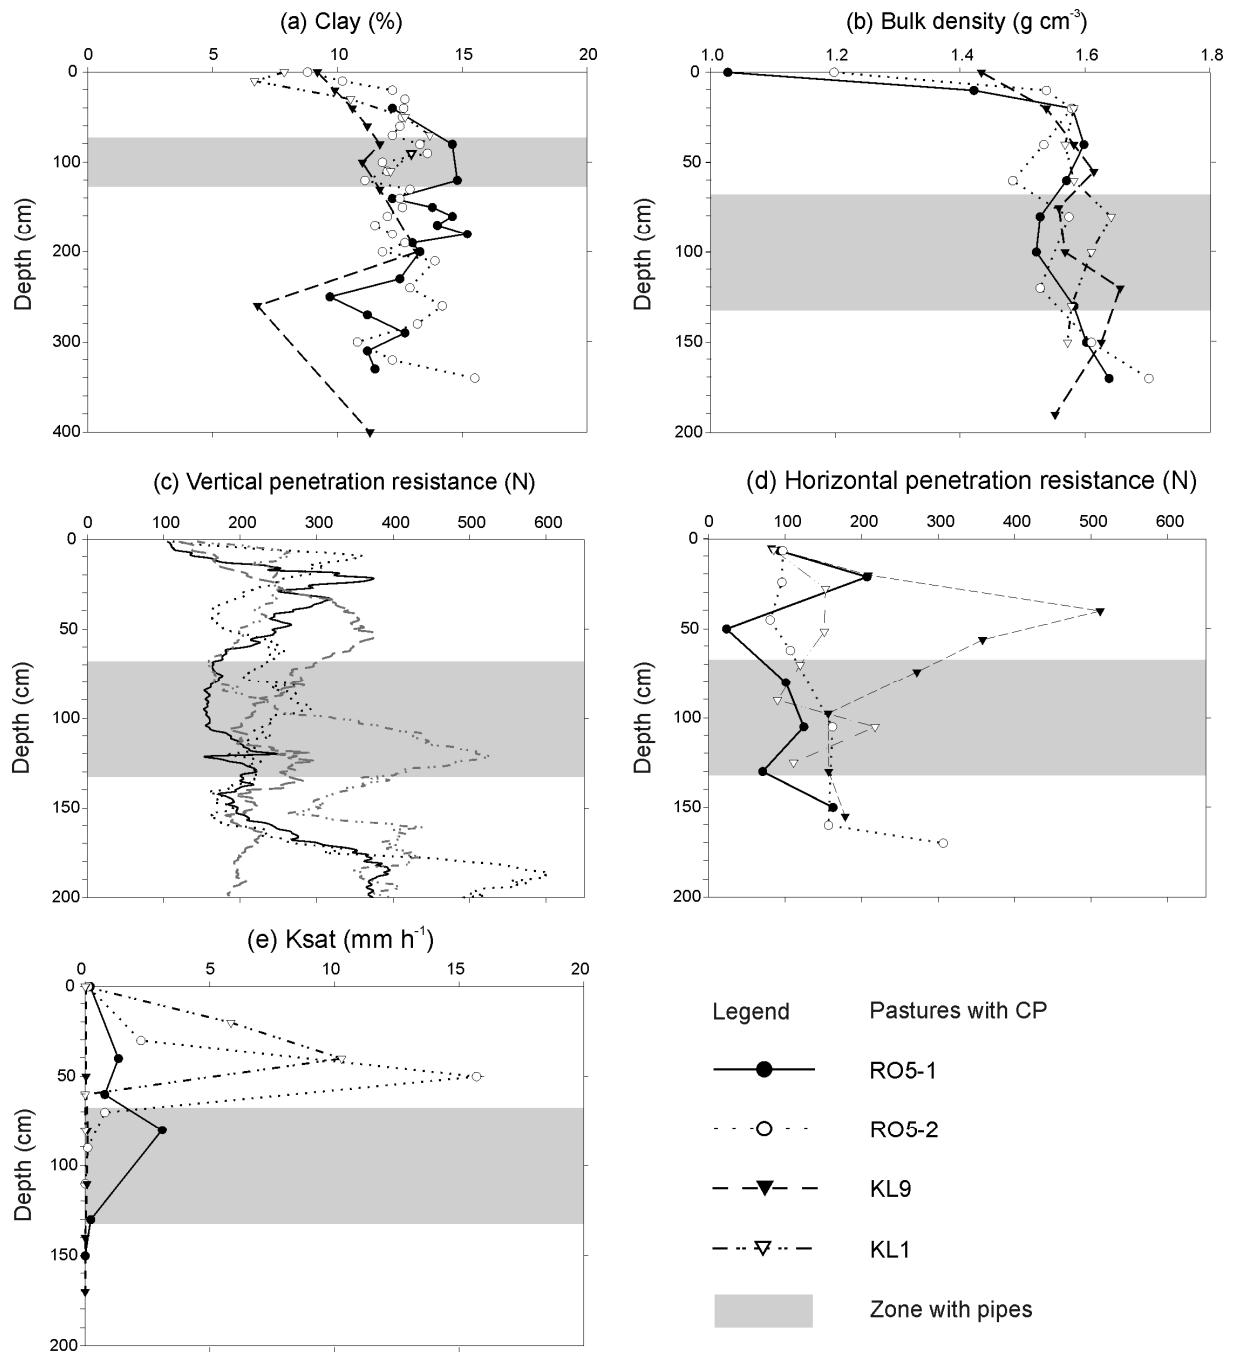 (a) Clay (%)
0 5 10 15 20
0
100
200
300
400
Depth (cm)
(b) Bulk density (g cm-3)
1.0 1.2 1.4 1.6 1.8
0
50
100
150
200
Depth (cm)
(c) Vertical penetration resistance (N)
0 100 200 300 400 500 600
0
50
100
150
200
Depth (cm)
(d) Horizontal penetration resistance (N)
0 100 200 300 400 500 600
0
50
100
150
200
Depth (cm)
(e) Ksat (mm h-1)
0 5 10 15 20
0
50
100
150
200
Depth (cm)
Legend Pastures with CP
RO5-1
RO5-2
KL9
KL1
Zone with pipes